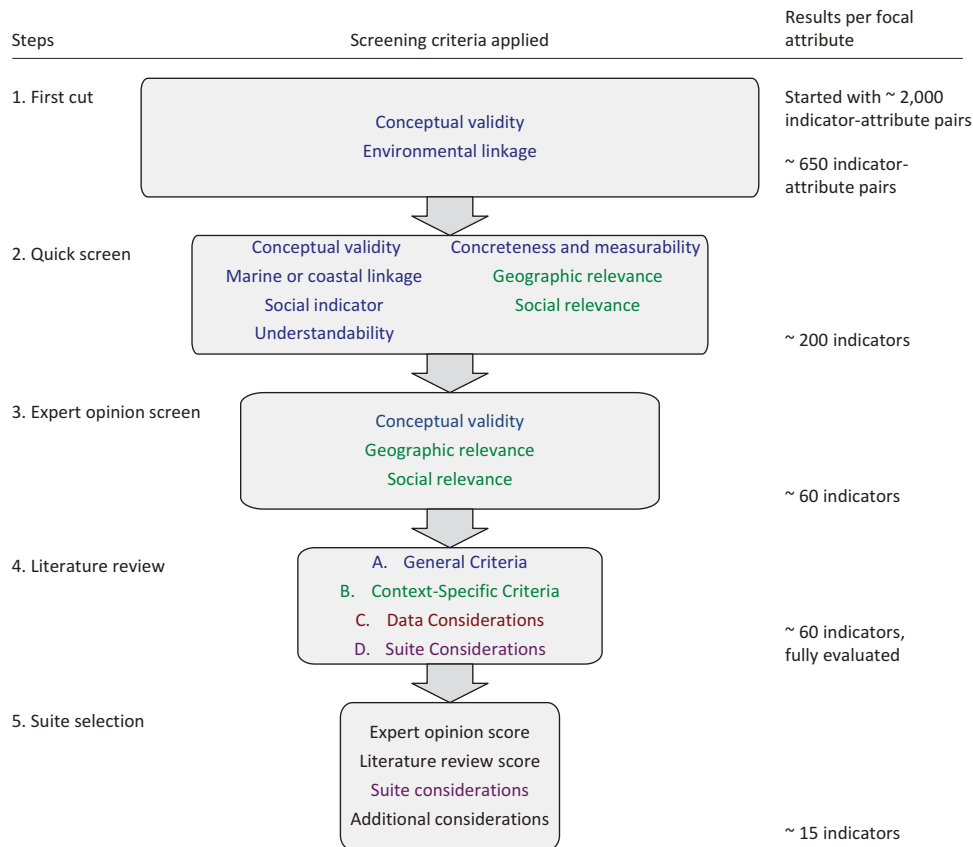 Steps
Screening criteria applied
Results per focal
attribute
1. First cut
Conceptual validity
Environmental linkage
Started with ~ 2,000
indicator-attribute pairs
~ 650 indicator-
attribute pairs
2. Quick screen
Conceptual validity
Marine or coastal linkage
Social indicator
Understandability
Concreteness and measurability
Geographic relevance
Social relevance
~ 200 indicators
3. Expert opinion screen
Conceptual validity
Geographic relevance
Social relevance
~ 60 indicators
4. Literature review
A. General Criteria
B. Context-Specific Criteria
C. Data Considerations
D. Suite Considerations
~ 60 indicators,
fully evaluated
5. Suite selection
Expert opinion score
Literature review score
Suite considerations
Additional considerations
~ 15 indicators